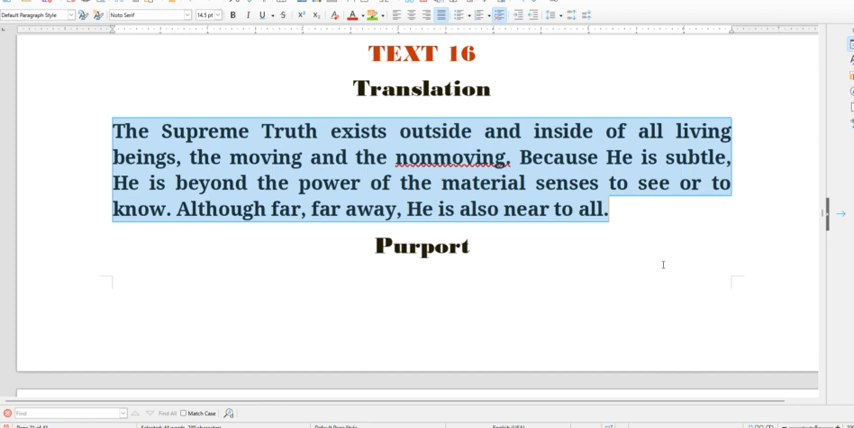 Default Paragraph Style Noto Serif 14.5 pt B I U S
TEXT 16
Translation
The Supreme Truth exists outside and inside of all living
beings, the moving and the nonmoving. Because He is subtle,
He is beyond the power of the material senses to see or to
know. Although far, far away, He is also near to all.
Purport
Find Find All Match Case